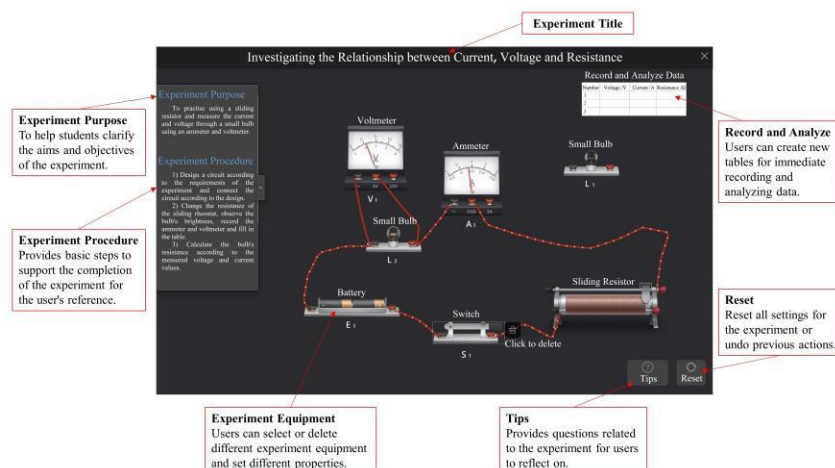 Experiment Title
Investigating the Relationship between Current, Voltage and Resistance
Experiment Purpose
To practise using a sliding
resistor and measure the current
and voltage through a small bulb
using an ammeter and voltmeter.
Experiment Procedure
1) Design a circuit according
to the requirements of the
experiment and connect the
circuit according to the design.
2) Change the resistance of
the sliding rheostat, observe the
bulb's brightness, record the
ammeter and voltmeter and fill in
the table.
3) Calculate the bulb's
resistance according to the
measured voltage and current
values.
Record and Analyze Data
Number Voltage /V Current /A Resistance /Ω
1
2
3
Voltmeter
V
V 1
Ammeter
A
A 1
Small Bulb
L 1
Small Bulb
L 2
Battery
E 1
Switch
S 1
Click to delete
Sliding Resistor
Tips
Reset
Experiment Purpose
To help students clarify
the aims and objectives
of the experiment.
Experiment Procedure
Provides basic steps to
support the completion
of the experiment for
the user's reference.
Record and Analyze
Users can create new
tables for immediate
recording and
analyzing data.
Reset
Reset all settings for
the experiment or
undo previous actions.
Experiment Equipment
Users can select or delete
different experiment equipment
and set different properties.
Tips
Provides questions related
to the experiment for users
to reflect on.